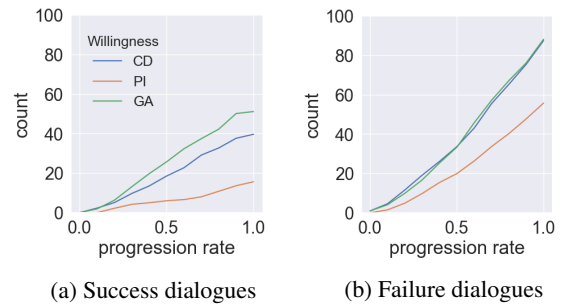 100
80
60
40
20
0
count
Willingness
CD
PI
GA
0.0
0.5
1.0
progression rate
(a) Success dialogues
100
80
60
40
20
0
count
0.0
0.5
1.0
progression rate
(b) Failure dialogues